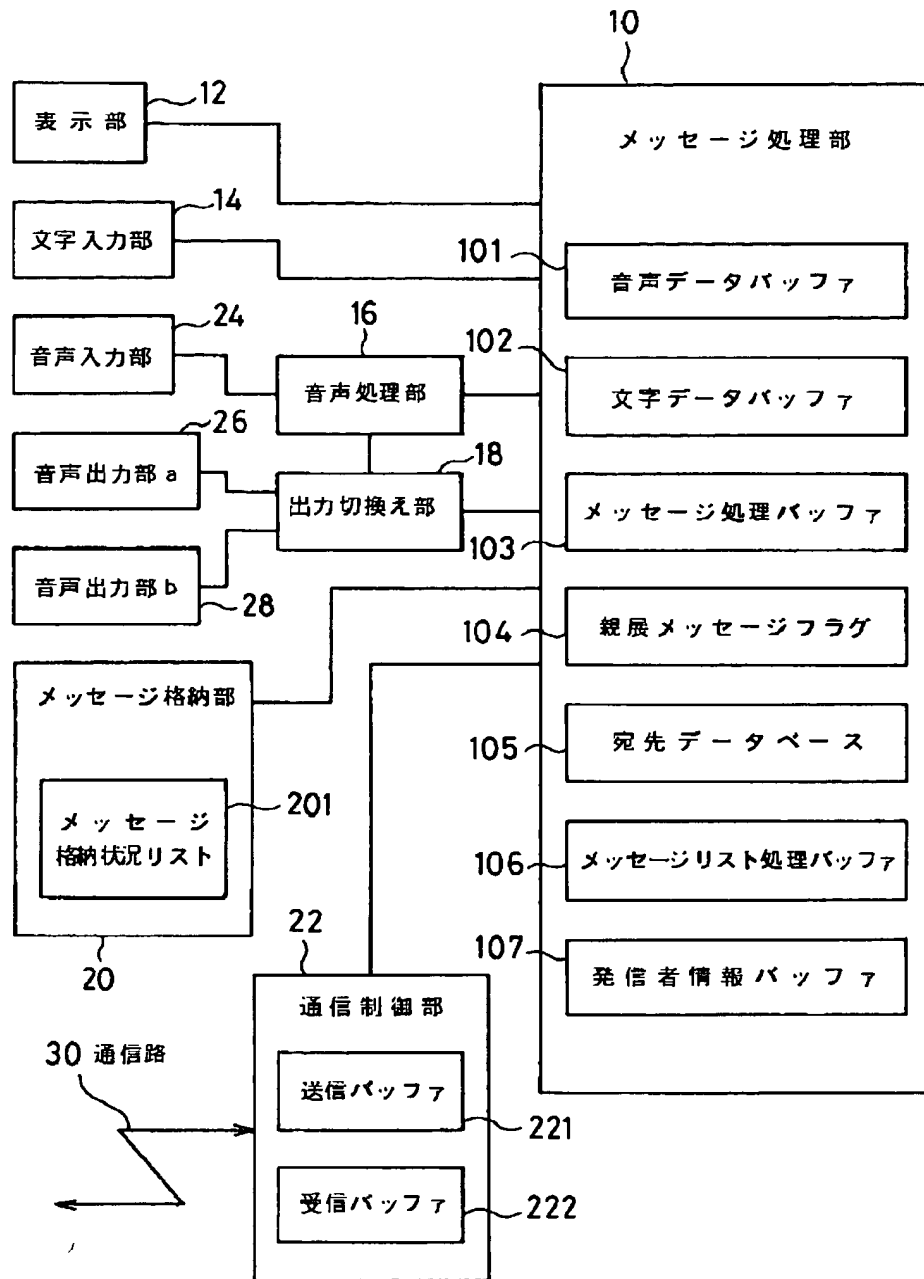 10
12
表示部
メッセージ処理部
14
文字入力部
101
音声データバッファ
24
音声入力部
16
音声処理部
102
文字データバッファ
26
音声出力部a
18
出力切換え部
メッセージ処理バッファ
103
音声出力部b
28
104
親展メッセージフラグ
メッセージ格納部
105
宛先データベース
201
メッセージ
格納状況リスト
106
メッセージリスト処理バッファ
20
22
107
発信者情報バッファ
通信制御部
30 通信路
送信バッファ
221
受信バッファ
222